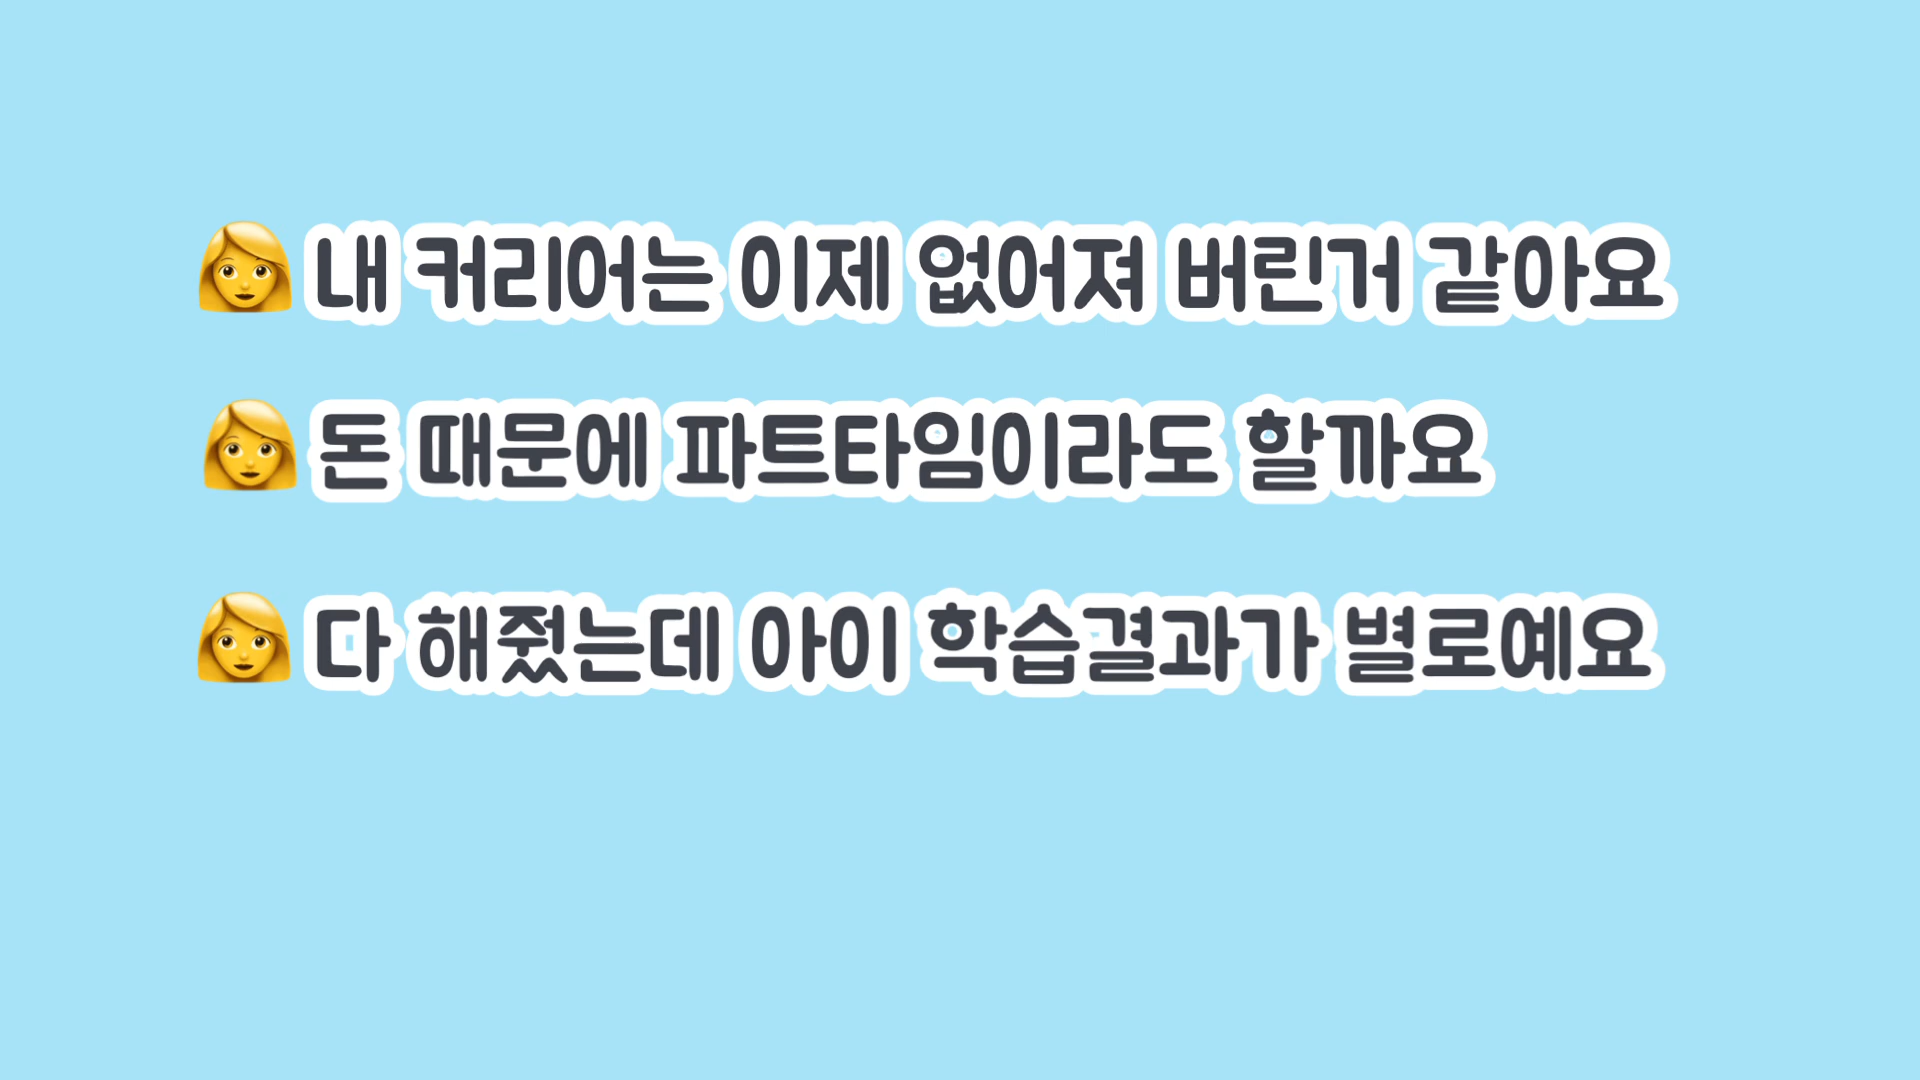 내 커리어는 이제 없어져 버린거 같아요
돈 때문에 파트타임이라도 할까요
다 해줬는데 아이 학습결과가 별로예요